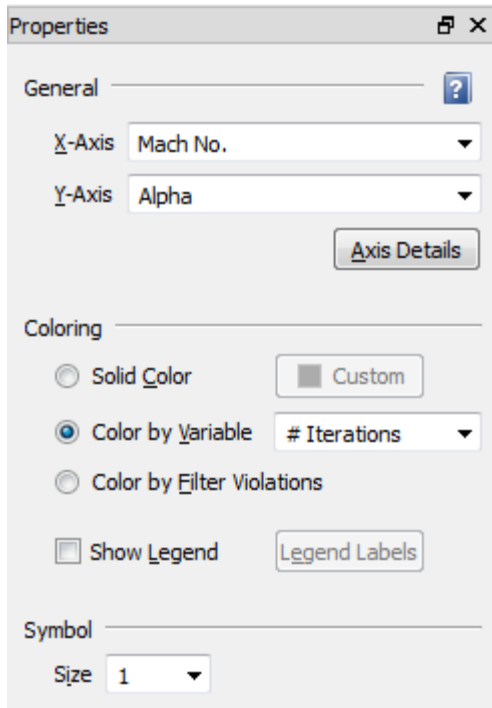 Properties
General
?
X-Axis Mach No.
Y-Axis Alpha
Axis Details
Coloring
Solid Color Custom
Color by Variable # Iterations
Color by Filter Violations
Show Legend Legend Labels
Symbol
Size 1